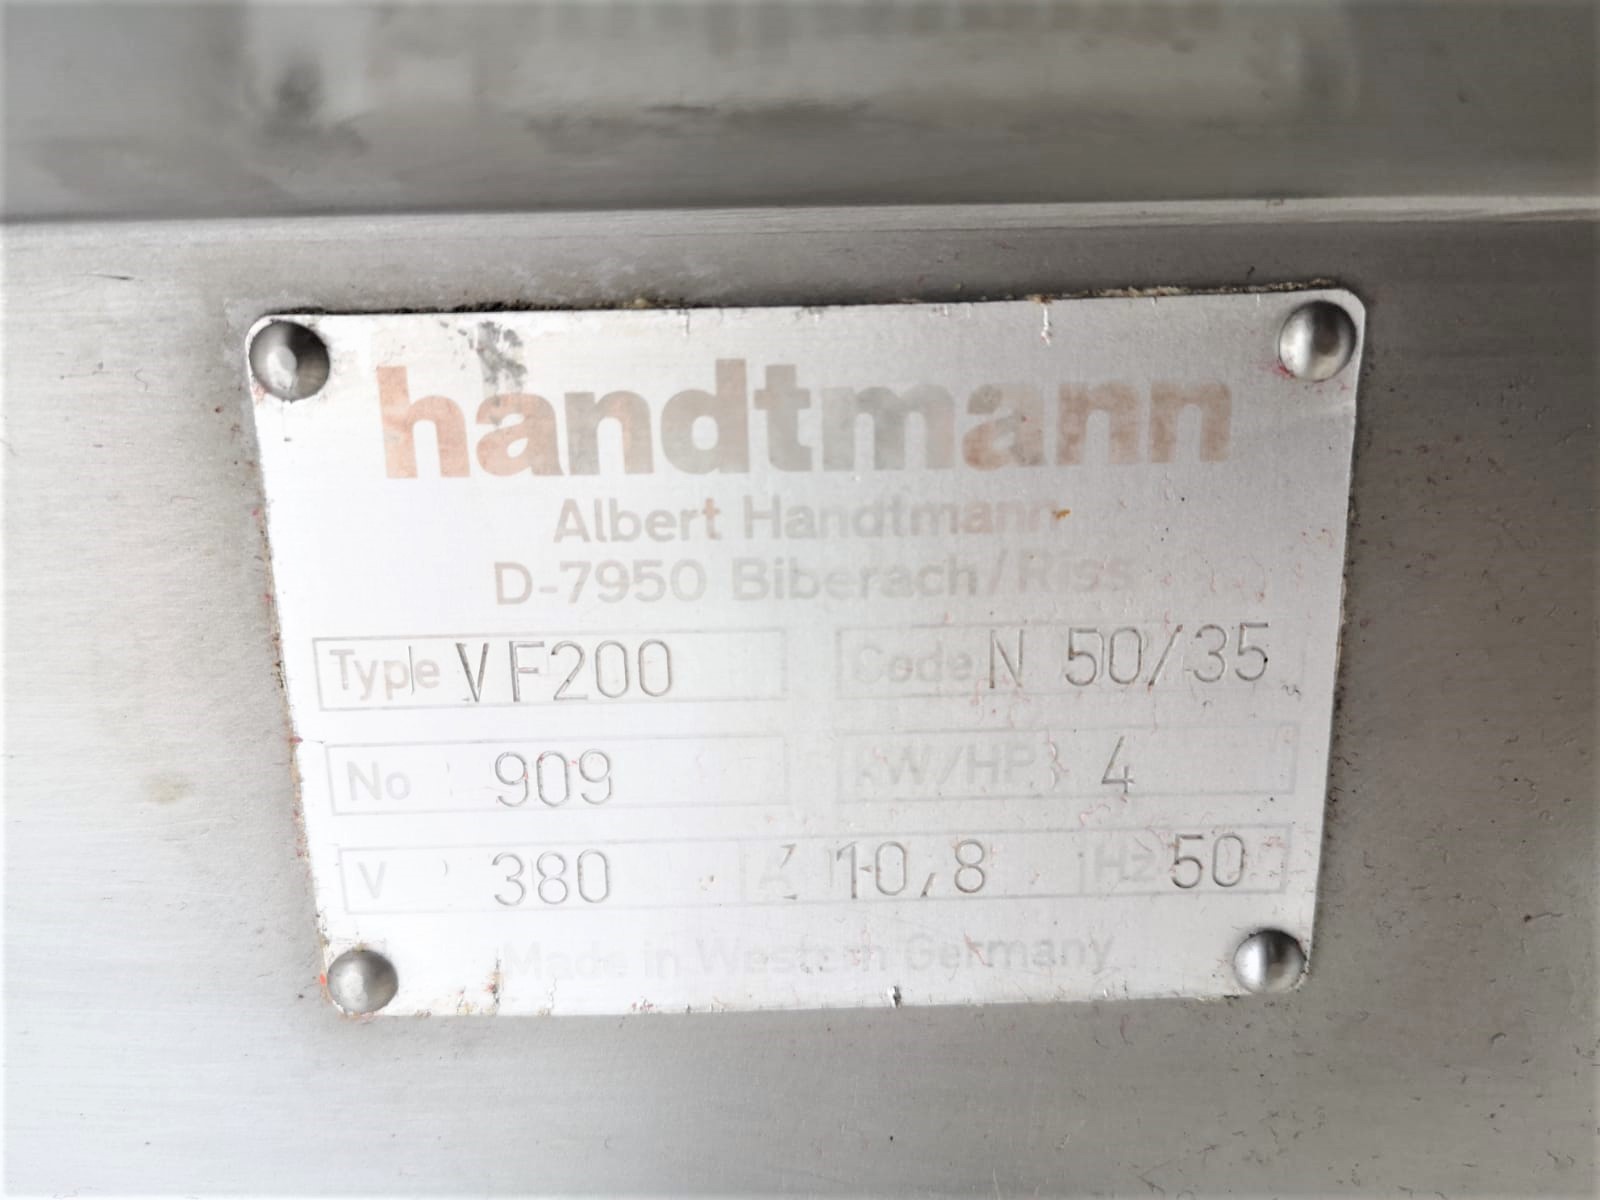 handtmann
Albert Handtmann
D-7950 Biberach/Riss
Type VF200 Code N 50/35
No 909 kW/HP 4
V 380 A 10,8 Hz 50
Made in Western Germany